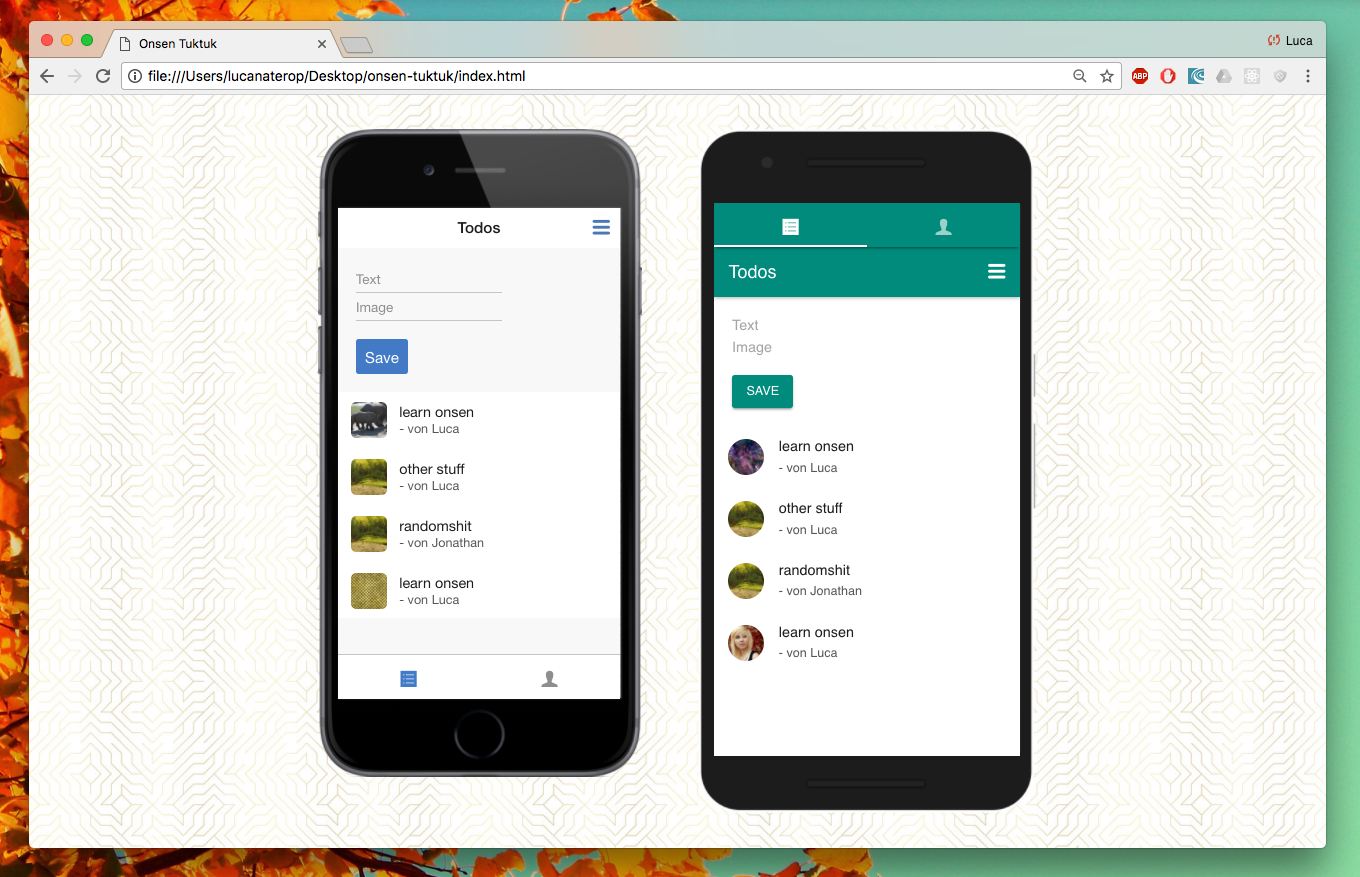 Onsen Tuktuk
Luca
file:///Users/lucanaterop/Desktop/onsen-tuktuk/index.html
ABP
Todos
Text
Image
Save
learn onsen
- von Luca
other stuff
- von Luca
randomshit
- von Jonathan
learn onsen
- von Luca
Todos
Text
Image
SAVE
learn onsen
- von Luca
other stuff
- von Luca
randomshit
- von Jonathan
learn onsen
- von Luca